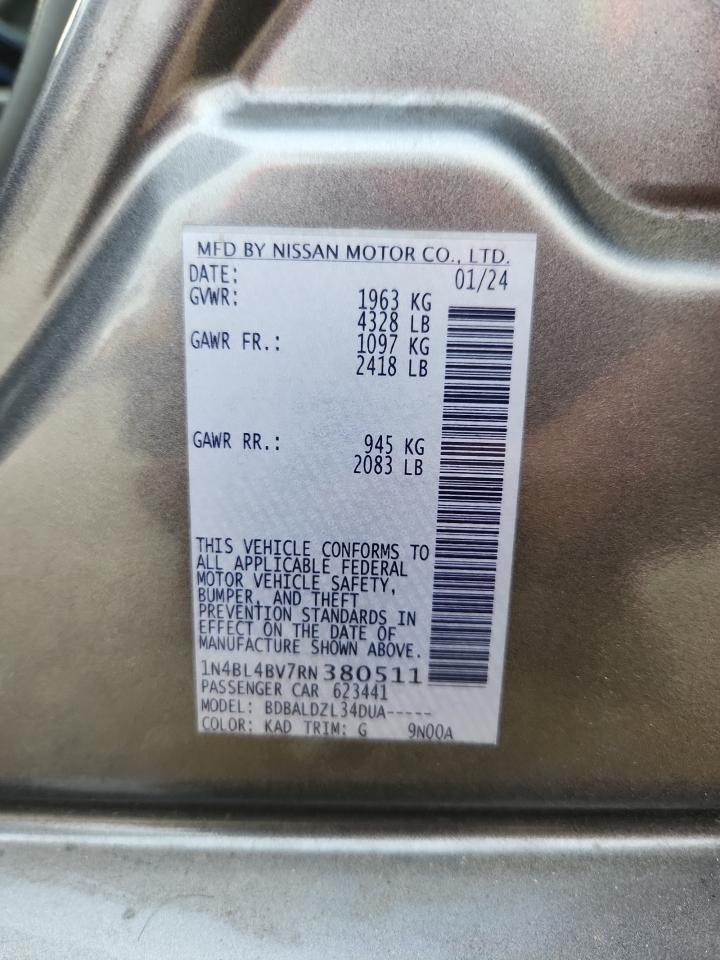 MFD BY NISSAN MOTOR CO., LTD.
DATE: 01/24
GVWR: 1963 KG
4328 LB
GAWR FR.: 1097 KG
2418 LB
GAWR RR.: 945 KG
2083 LB
THIS VEHICLE CONFORMS TO
ALL APPLICABLE FEDERAL
MOTOR VEHICLE SAFETY,
BUMPER, AND THEFT
PREVENTION STANDARDS IN
EFFECT ON THE DATE OF
MANUFACTURE SHOWN ABOVE.
1N4BL4BV7RN380511
PASSENGER CAR 623441
MODEL: BDBALDZL34DUA-----
COLOR: KAD TRIM: G 9N00A